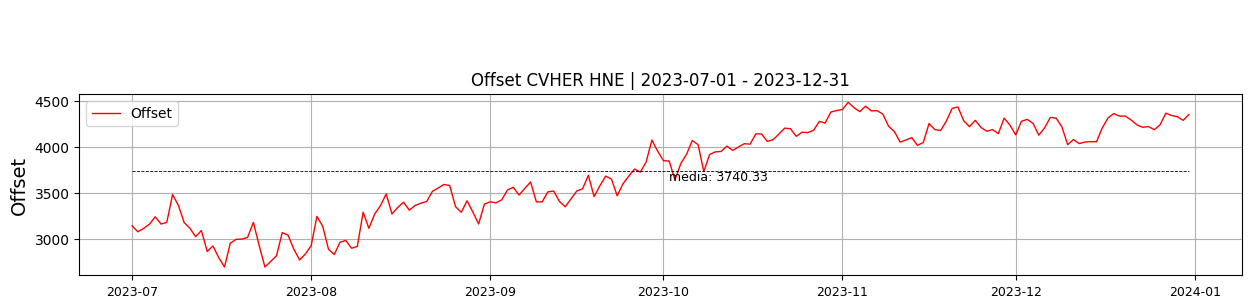 Offset CVHER HNE | 2023-07-01 - 2023-12-31
Offset
4500
4000
3500
3000
Offset
media: 3740.33
2023-07
2023-08
2023-09
2023-10
2023-11
2023-12
2024-01